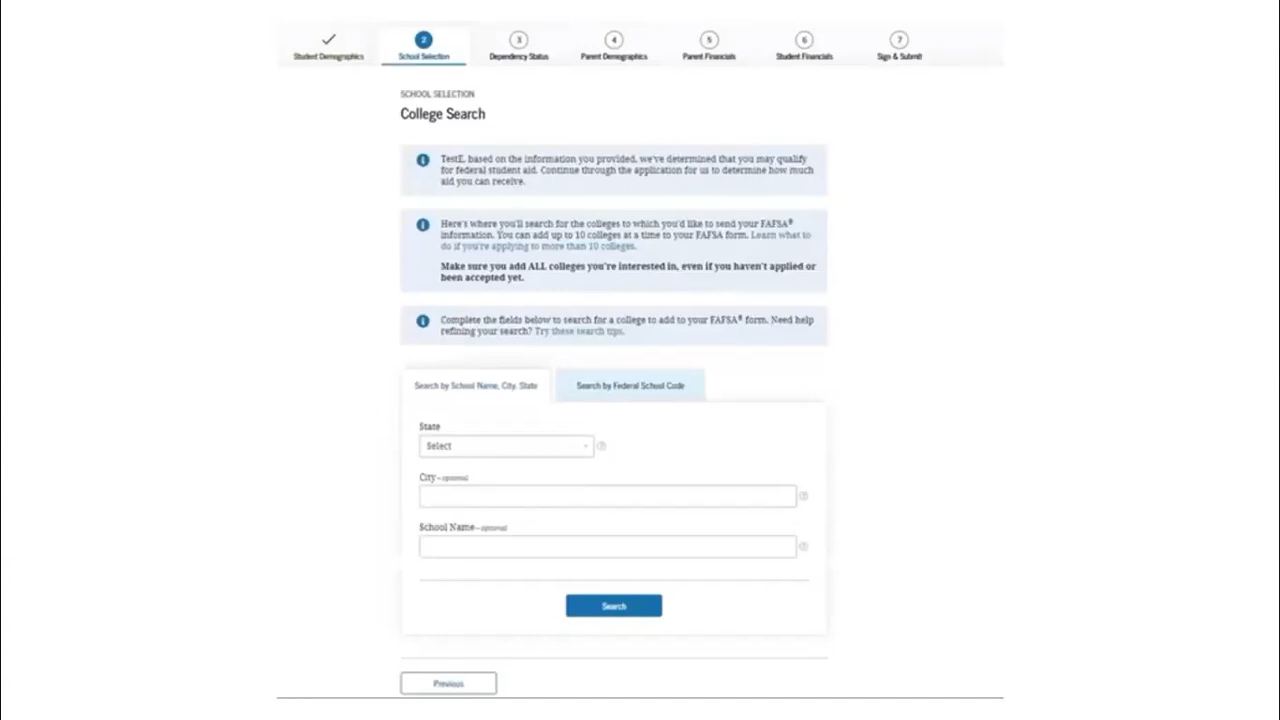 2 3 4 5 6 7
Student Demographics School Selection Dependency Status Parent Demographics Parent Financials Student Financials Sign & Submit
SCHOOL SELECTION
College Search
TestE, based on the information you provided, we've determined that you may qualify
for federal student aid. Continue through the application for us to determine how much
aid you can receive.
Here's where you'll search for the colleges to which you'd like to send your FAFSA®
information. You can add up to 10 colleges at a time to your FAFSA form. Learn what to
do if you're applying to more than 10 colleges.
Make sure you add ALL colleges you're interested in, even if you haven't applied or
been accepted yet.
Complete the fields below to search for a college to add to your FAFSA® form. Need help
refining your search? Try these search tips.
Search by School Name, City, State Search by Federal School Code
State
Select
City - optional
School Name - optional
Search
Previous